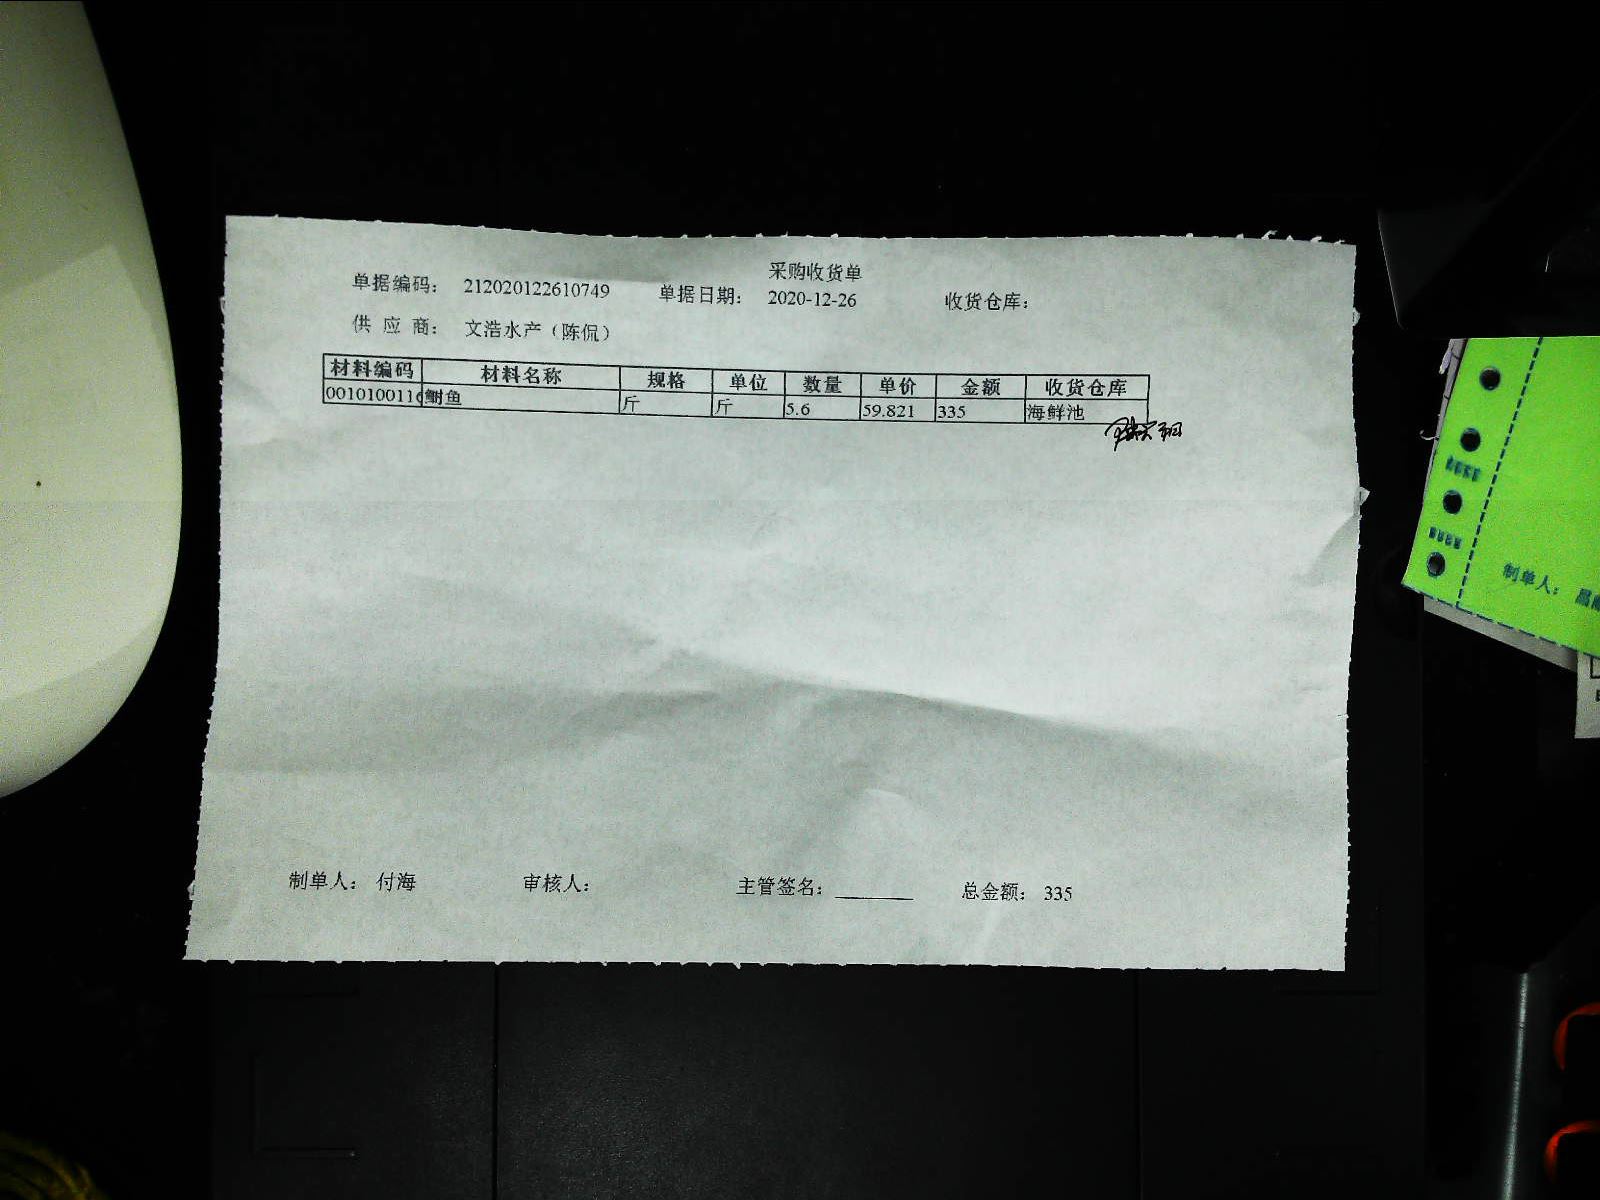 采购收货单
单据编码： 212020122610749 单据日期： 2020-12-26 收货仓库：
供 应 商： 文浩水产（陈侃）
材料编码 材料名称 规格 单位 数量 单价 金额 收货仓库
0010100116 鲥鱼 斤 斤 5.6 59.821 335 海鲜池
制单人： 付海 审核人： 主管签名： 总金额： 335
制单人：